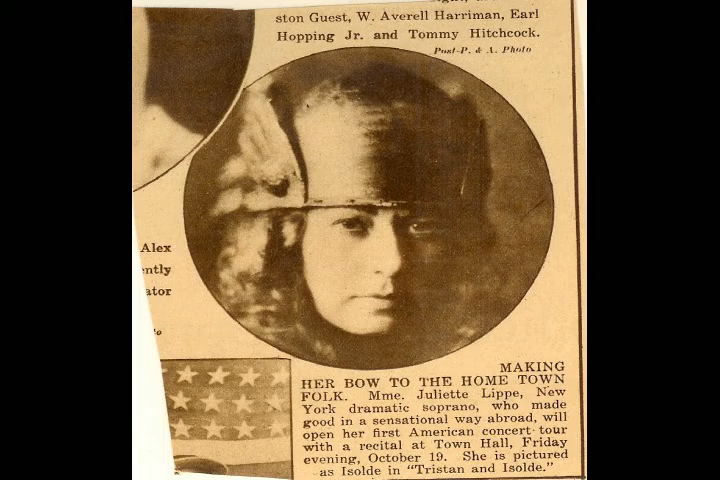 ston Guest, W. Averell Harriman, Earl
Hopping Jr. and Tommy Hitchcock.
Post-P. & A. Photo
Alex
ently
ator
MAKING
HER BOW TO THE HOME TOWN
FOLK. Mme. Juliette Lippe, New
York dramatic soprano, who made
good in a sensational way abroad, will
open her first American concert tour
with a recital at Town Hall, Friday
evening, October 19. She is pictured
as Isolde in "Tristan and Isolde."